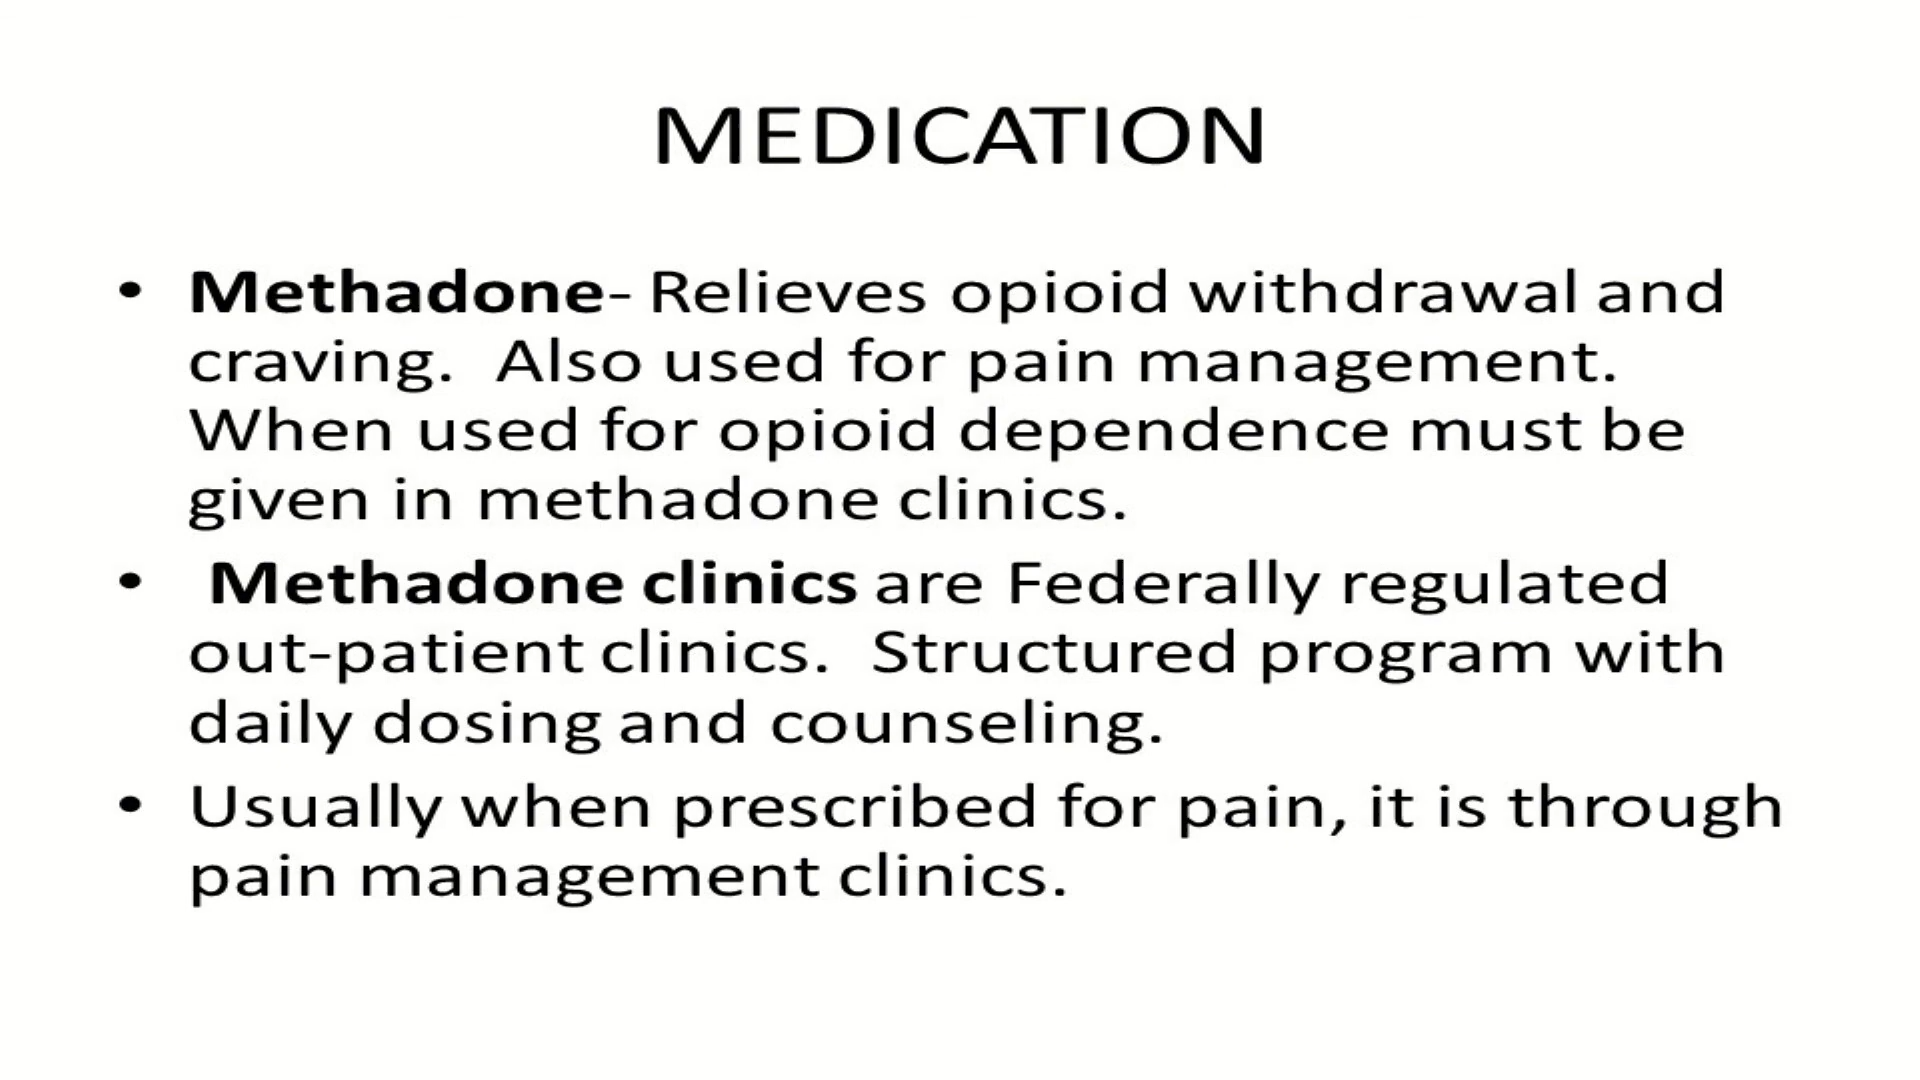 MEDICATION
• Methadone- Relieves opioid withdrawal and
craving.  Also used for pain management.
When used for opioid dependence must be
given in methadone clinics.
•  Methadone clinics are Federally regulated
out-patient clinics.  Structured program with
daily dosing and counseling.
• Usually when prescribed for pain, it is through
pain management clinics.